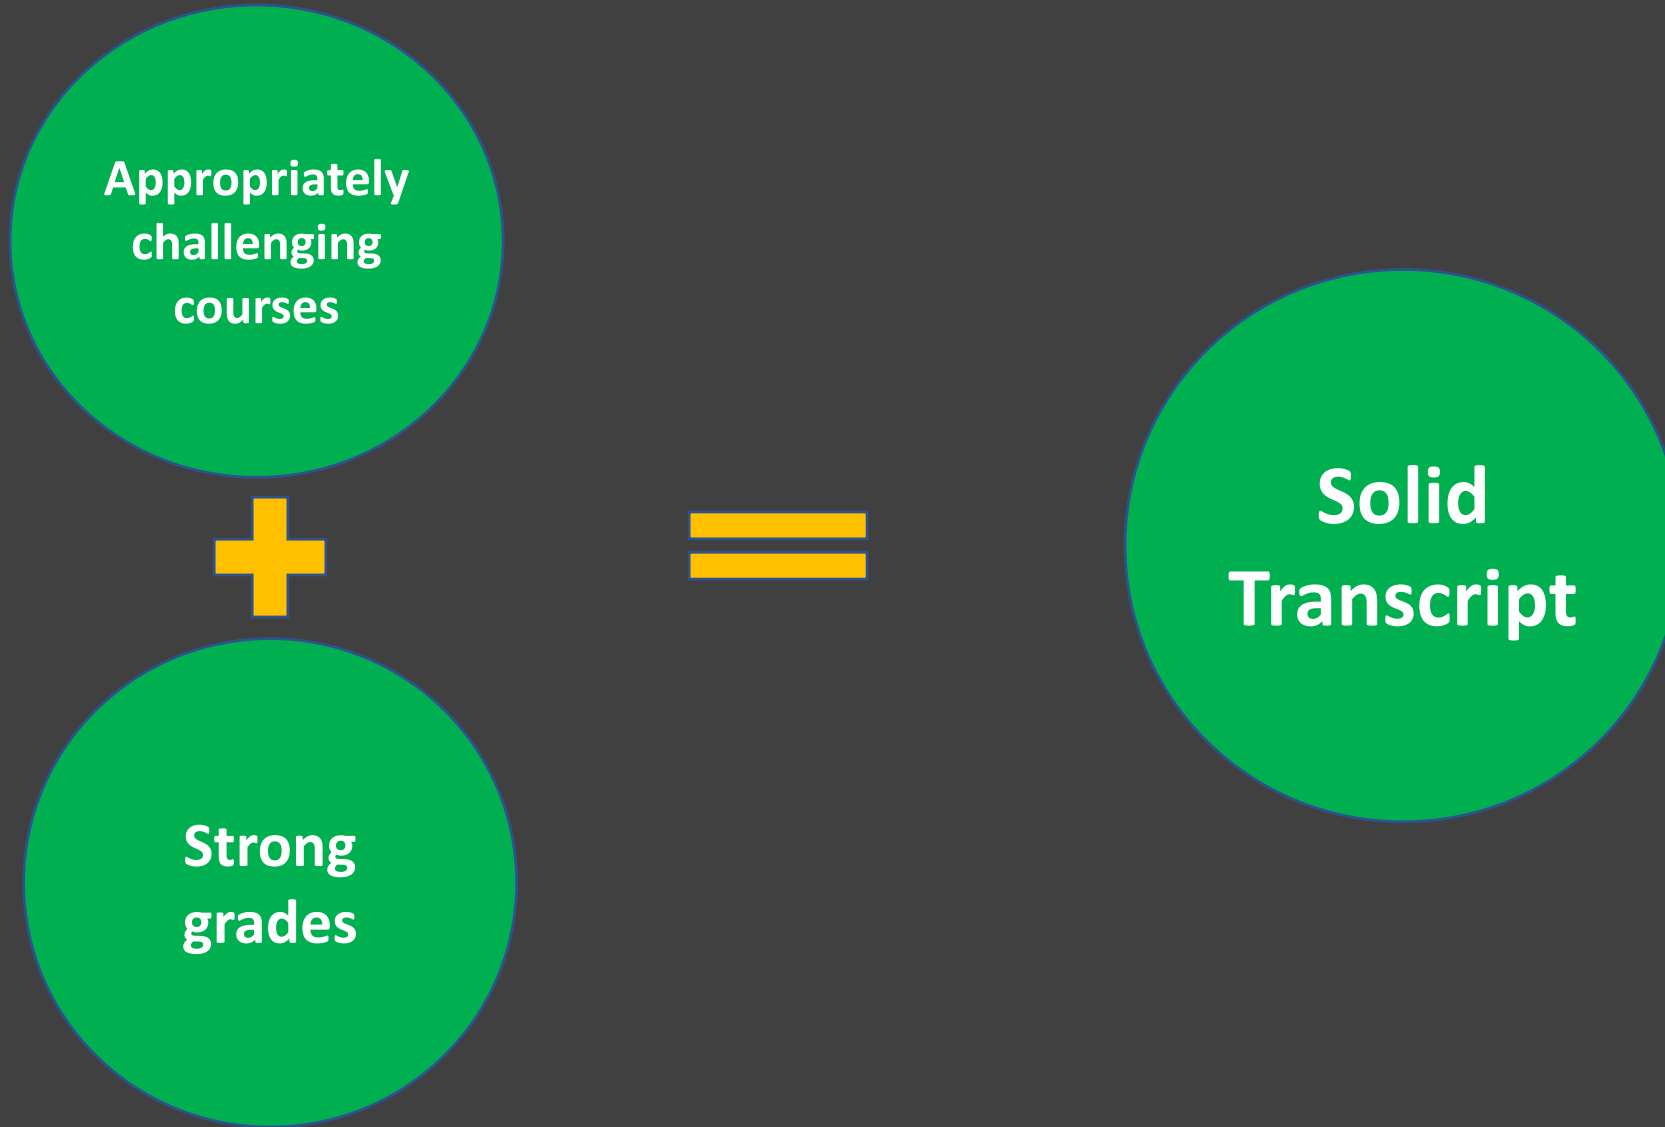 Appropriately
challenging
courses
Strong
grades
Solid
Transcript